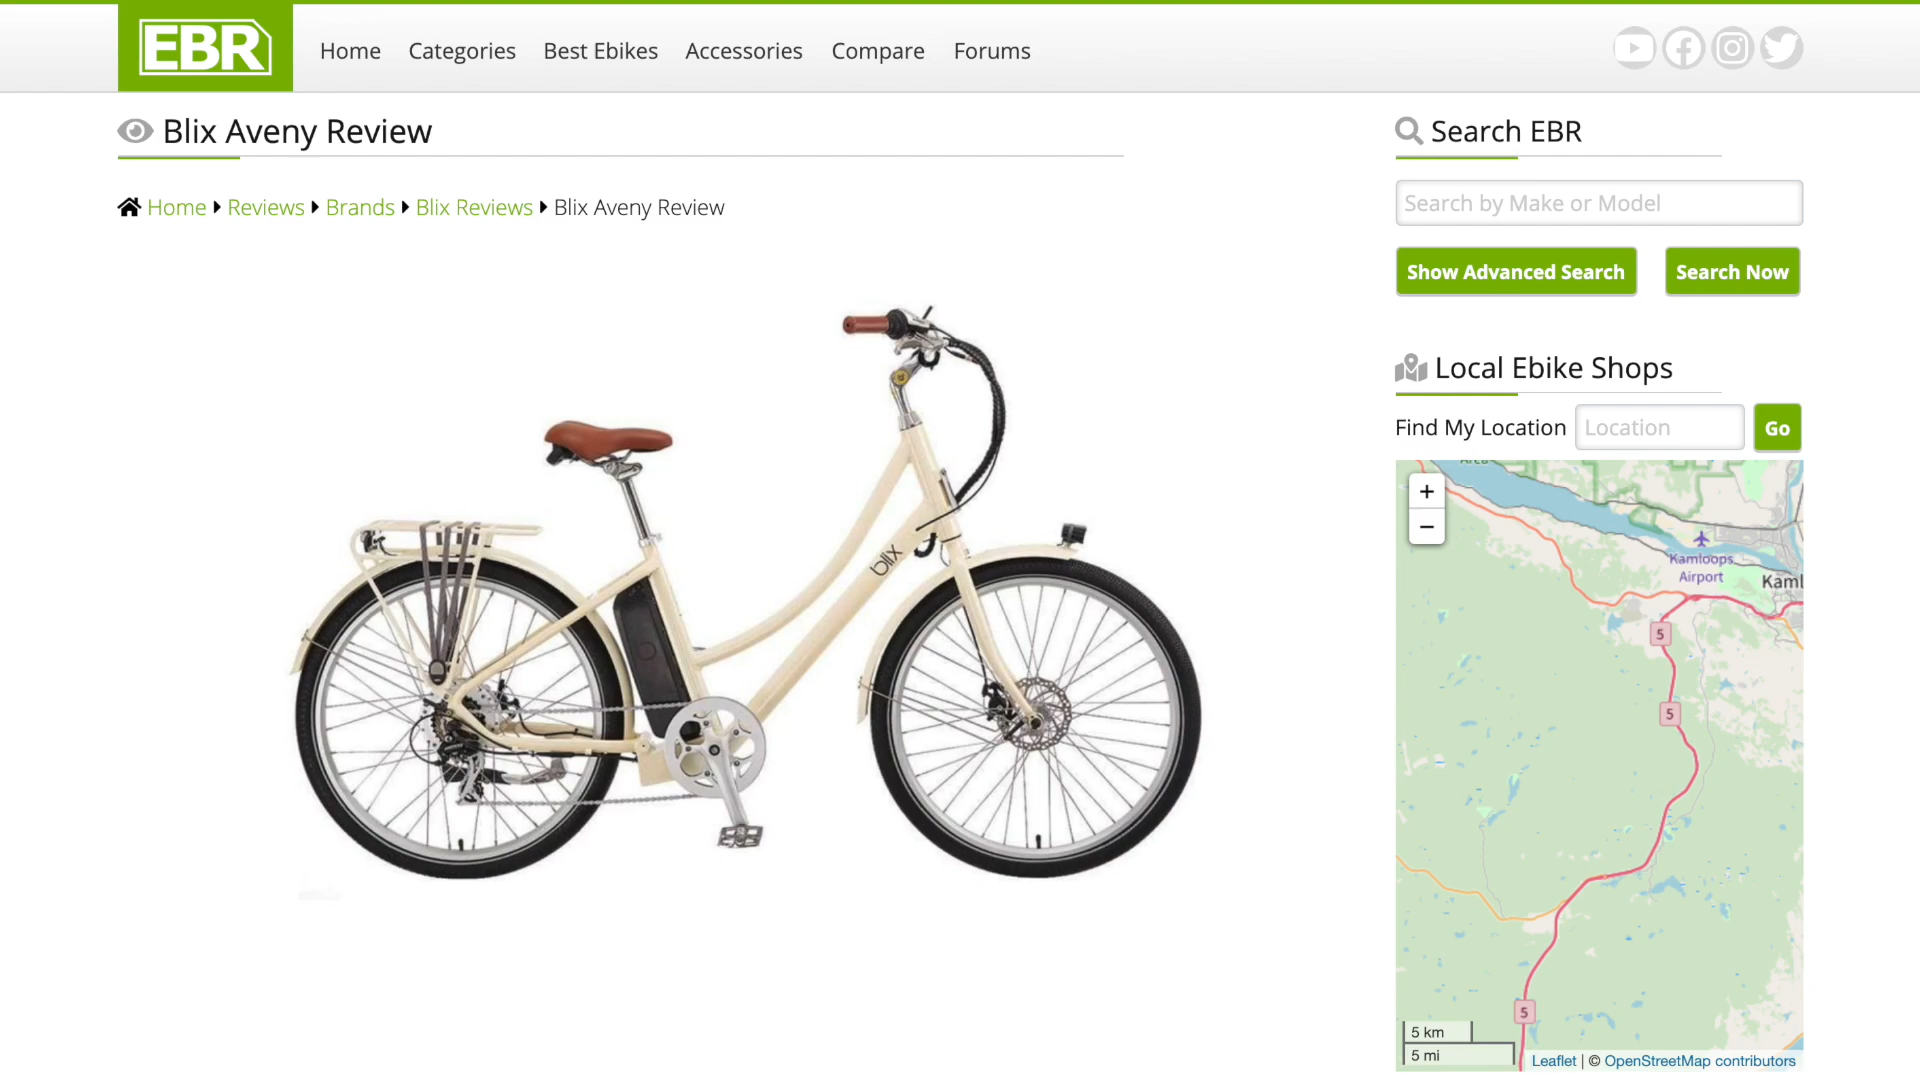 EBR
Home Categories Best Ebikes Accessories Compare Forums
Blix Aveny Review
Home Reviews Brands Blix Reviews Blix Aveny Review
blix
Search EBR
Search by Make or Model
Show Advanced Search Search Now
Local Ebike Shops
Find My Location Location Go
Area
+
−
Kamloops
Airport
Kaml
5
5
5
5 km
5 mi
Leaflet | © OpenStreetMap contributors